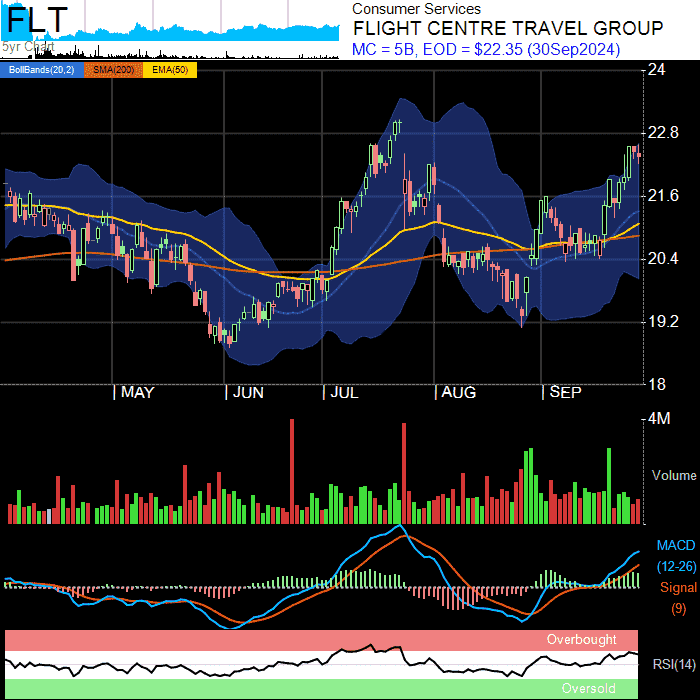 FLT
5yr Chart
Consumer Services
FLIGHT CENTRE TRAVEL GROUP
MC = 5B, EOD = $22.35 (30Sep2024)
BollBands(20,2) SMA(200) EMA(50)
24
22.8
21.6
20.4
19.2
18
MAY JUN JUL AUG SEP
4M
Volume
MACD
(12-26)
Signal
(9)
Overbought
RSI(14)
Oversold